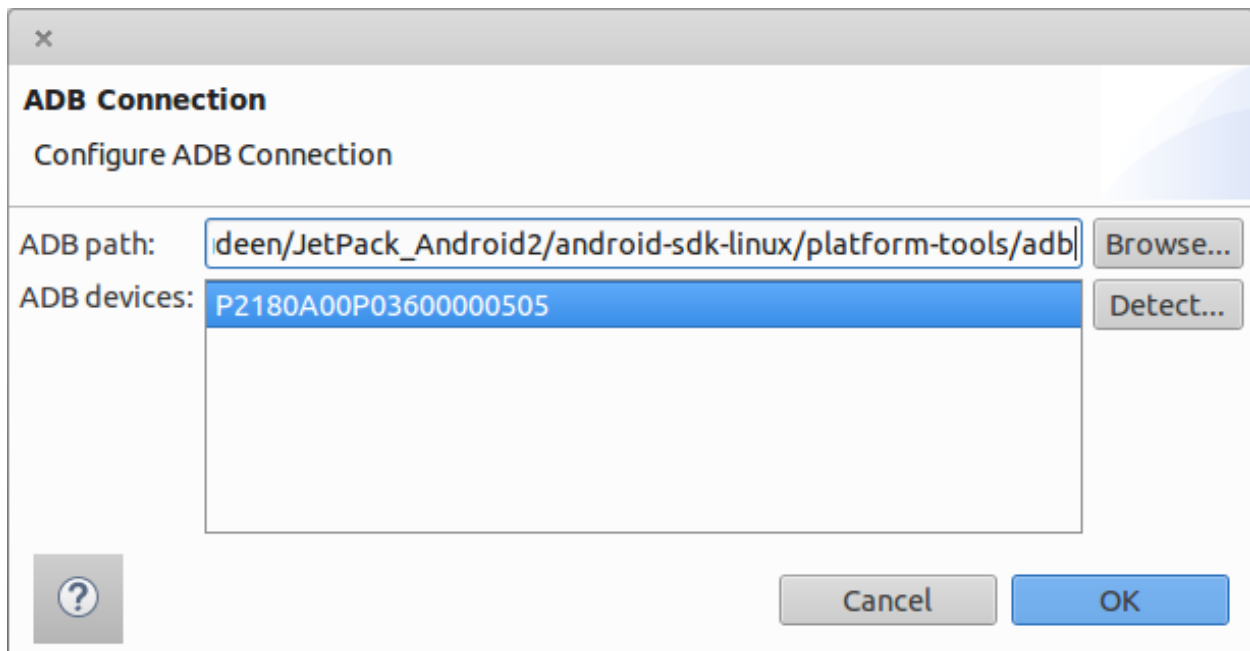 ADB Connection
Configure ADB Connection
ADB path: deen/JetPack_Android2/android-sdk-linux/platform-tools/adb Browse...
ADB devices: P2180A00P03600000505 Detect...
? Cancel OK